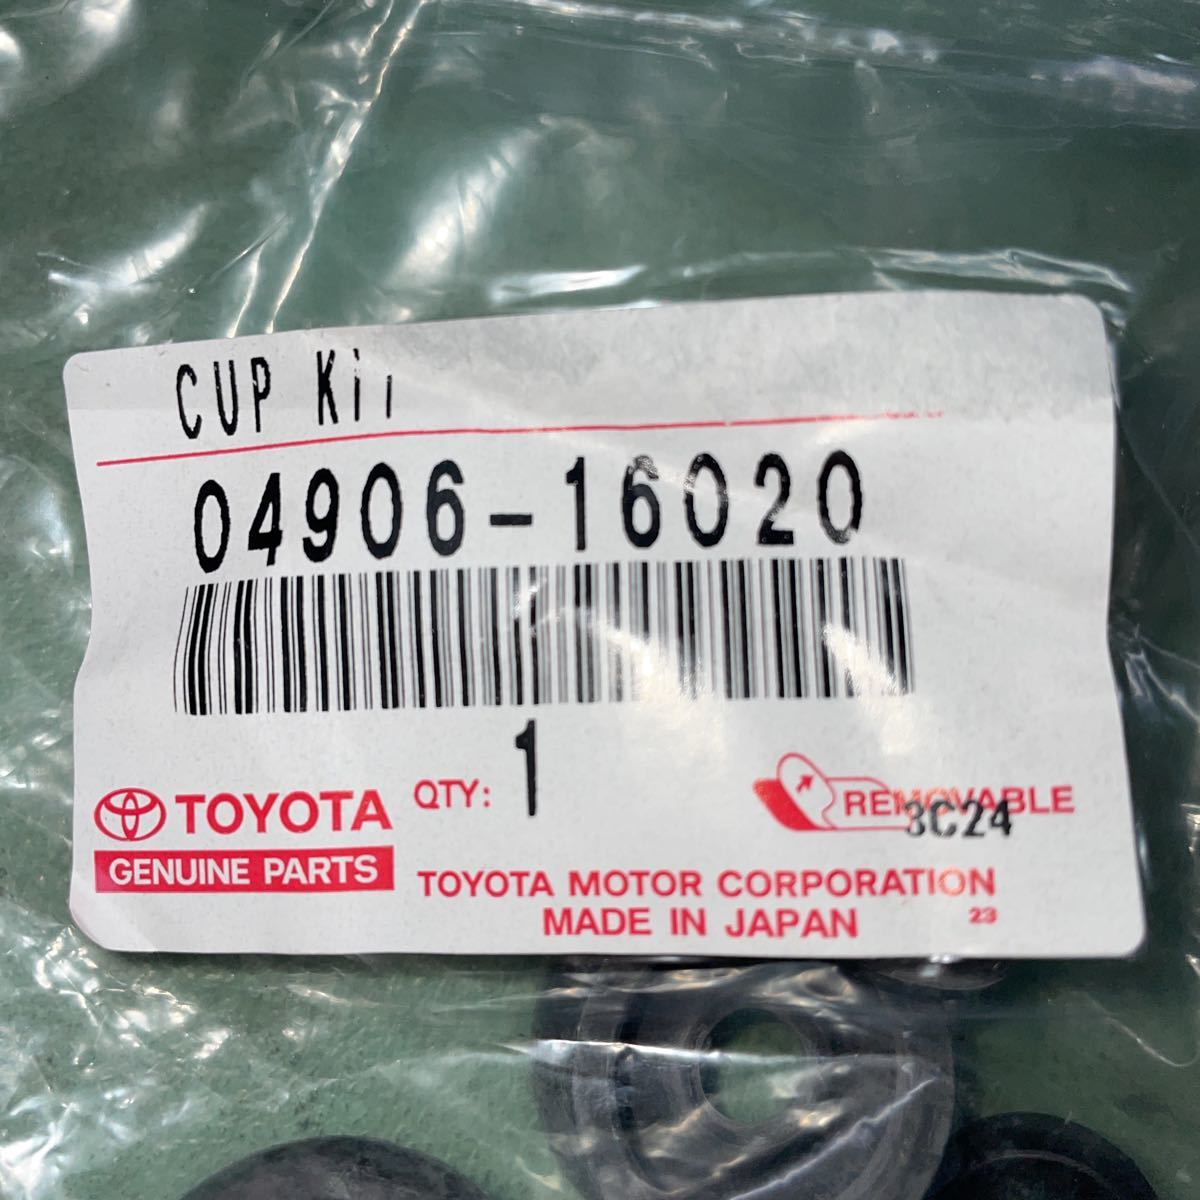 CUP Kit
04906-16020
QTY: 1
TOYOTA
GENUINE PARTS
REMOVABLE
3C24
TOYOTA MOTOR CORPORATION
MADE IN JAPAN 23